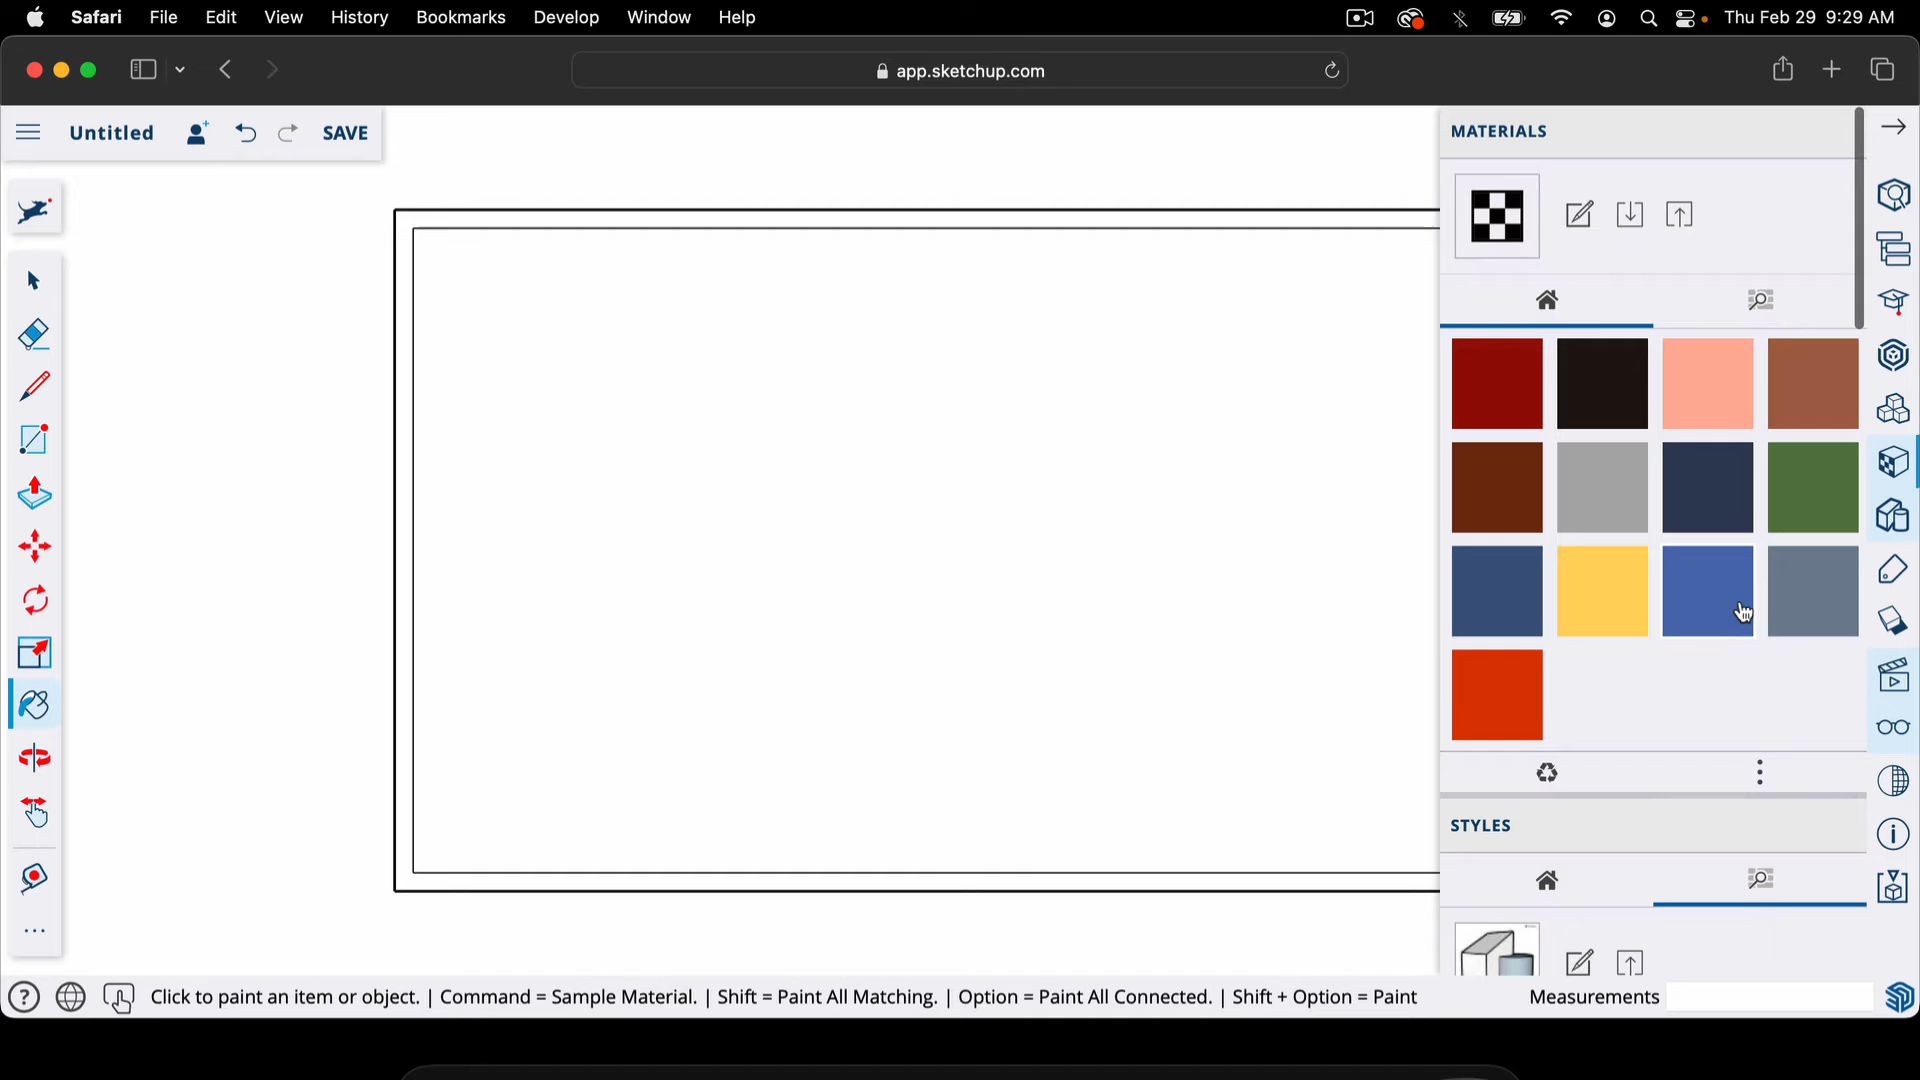 Safari File Edit View History Bookmarks Develop Window Help Thu Feb 29 9:29 AM
app.sketchup.com
Untitled SAVE
MATERIALS
STYLES
Click to paint an item or object. | Command = Sample Material. | Shift = Paint All Matching. | Option = Paint All Connected. | Shift + Option = Paint Measurements